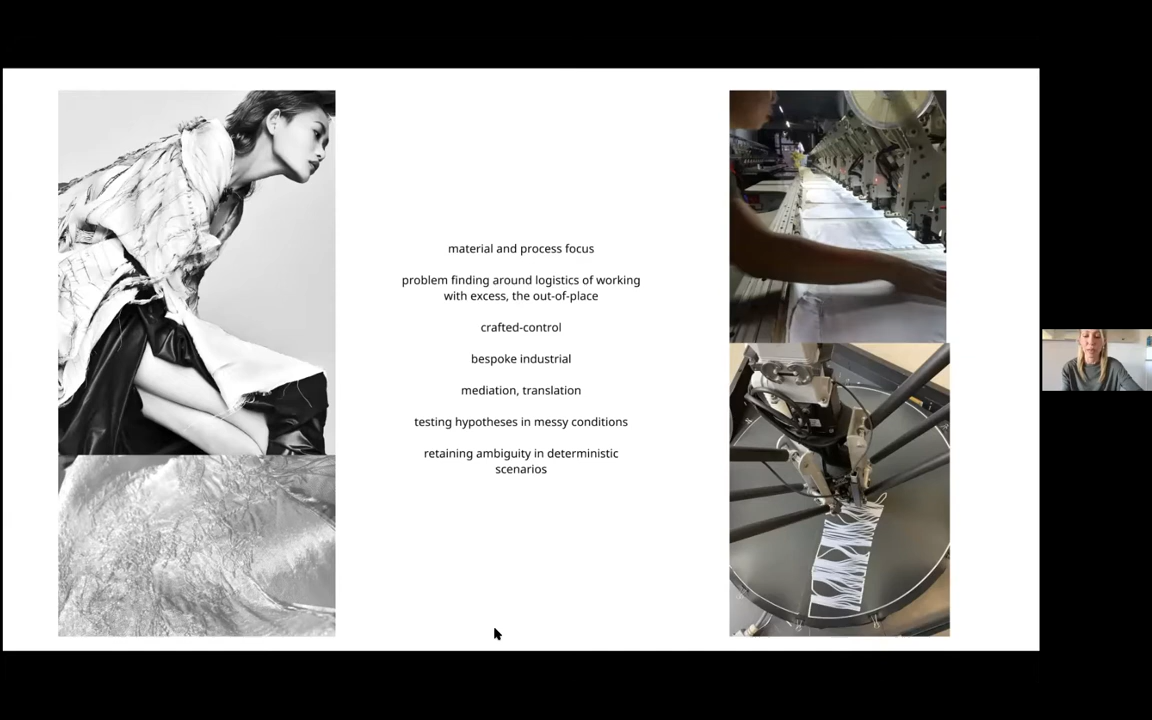 material and process focus
problem finding around logistics of working
with excess, the out-of-place
crafted-control
bespoke industrial
mediation, translation
testing hypotheses in messy conditions
retaining ambiguity in deterministic
scenarios